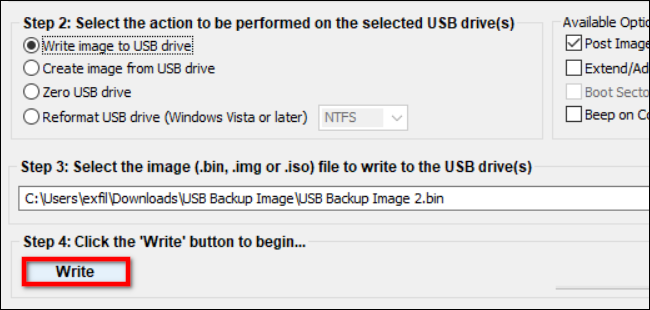 Step 2: Select the action to be performed on the selected USB drive(s)
Write image to USB drive
Create image from USB drive
Zero USB drive
Reformat USB drive (Windows Vista or later) NTFS
Available Optio
Post Image
Extend/Ad
Boot Secto
Beep on Co
Step 3: Select the image (.bin, .img or .iso) file to write to the USB drive(s)
C:\Users\exfil\Downloads\USB Backup Image\USB Backup Image 2.bin
Step 4: Click the 'Write' button to begin...
Write